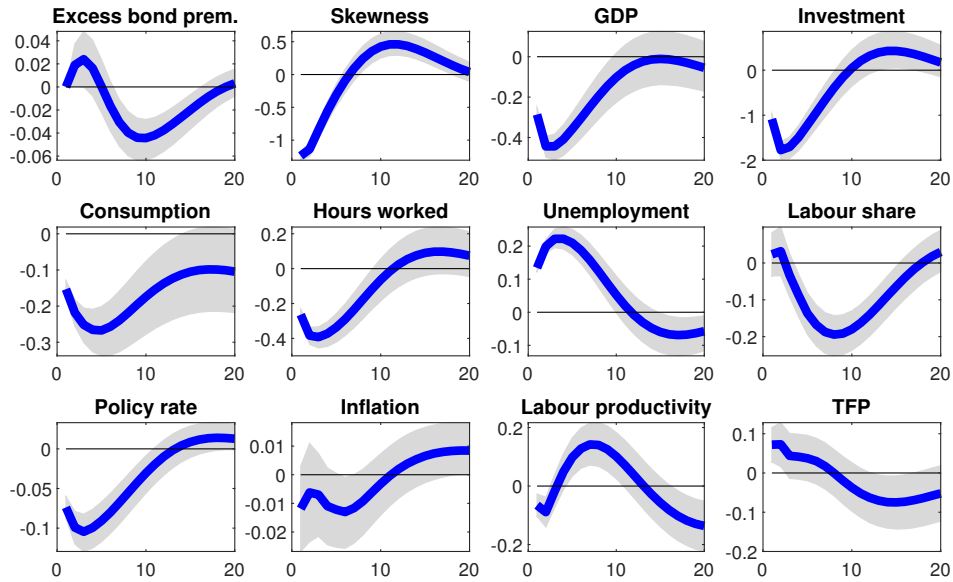 Excess bond prem.
0.04
0.02
0
-0.02
-0.04
-0.06
0 10 20
Skewness
0.5
0
-0.5
-1
0 10 20
GDP
0
-0.2
-0.4
0 10 20
Investment
0
-1
-2
0 10 20
Consumption
0
-0.1
-0.2
-0.3
0 10 20
Hours worked
0.2
0
-0.2
-0.4
0 10 20
Unemployment
0.2
0.1
0
-0.1
0 10 20
Labour share
0.1
0
-0.1
-0.2
0 10 20
Policy rate
0
-0.05
-0.1
0 10 20
Inflation
0.01
0
-0.01
-0.02
0 10 20
Labour productivity
0.2
0
-0.2
0 10 20
TFP
0.1
0
-0.1
-0.2
0 10 20